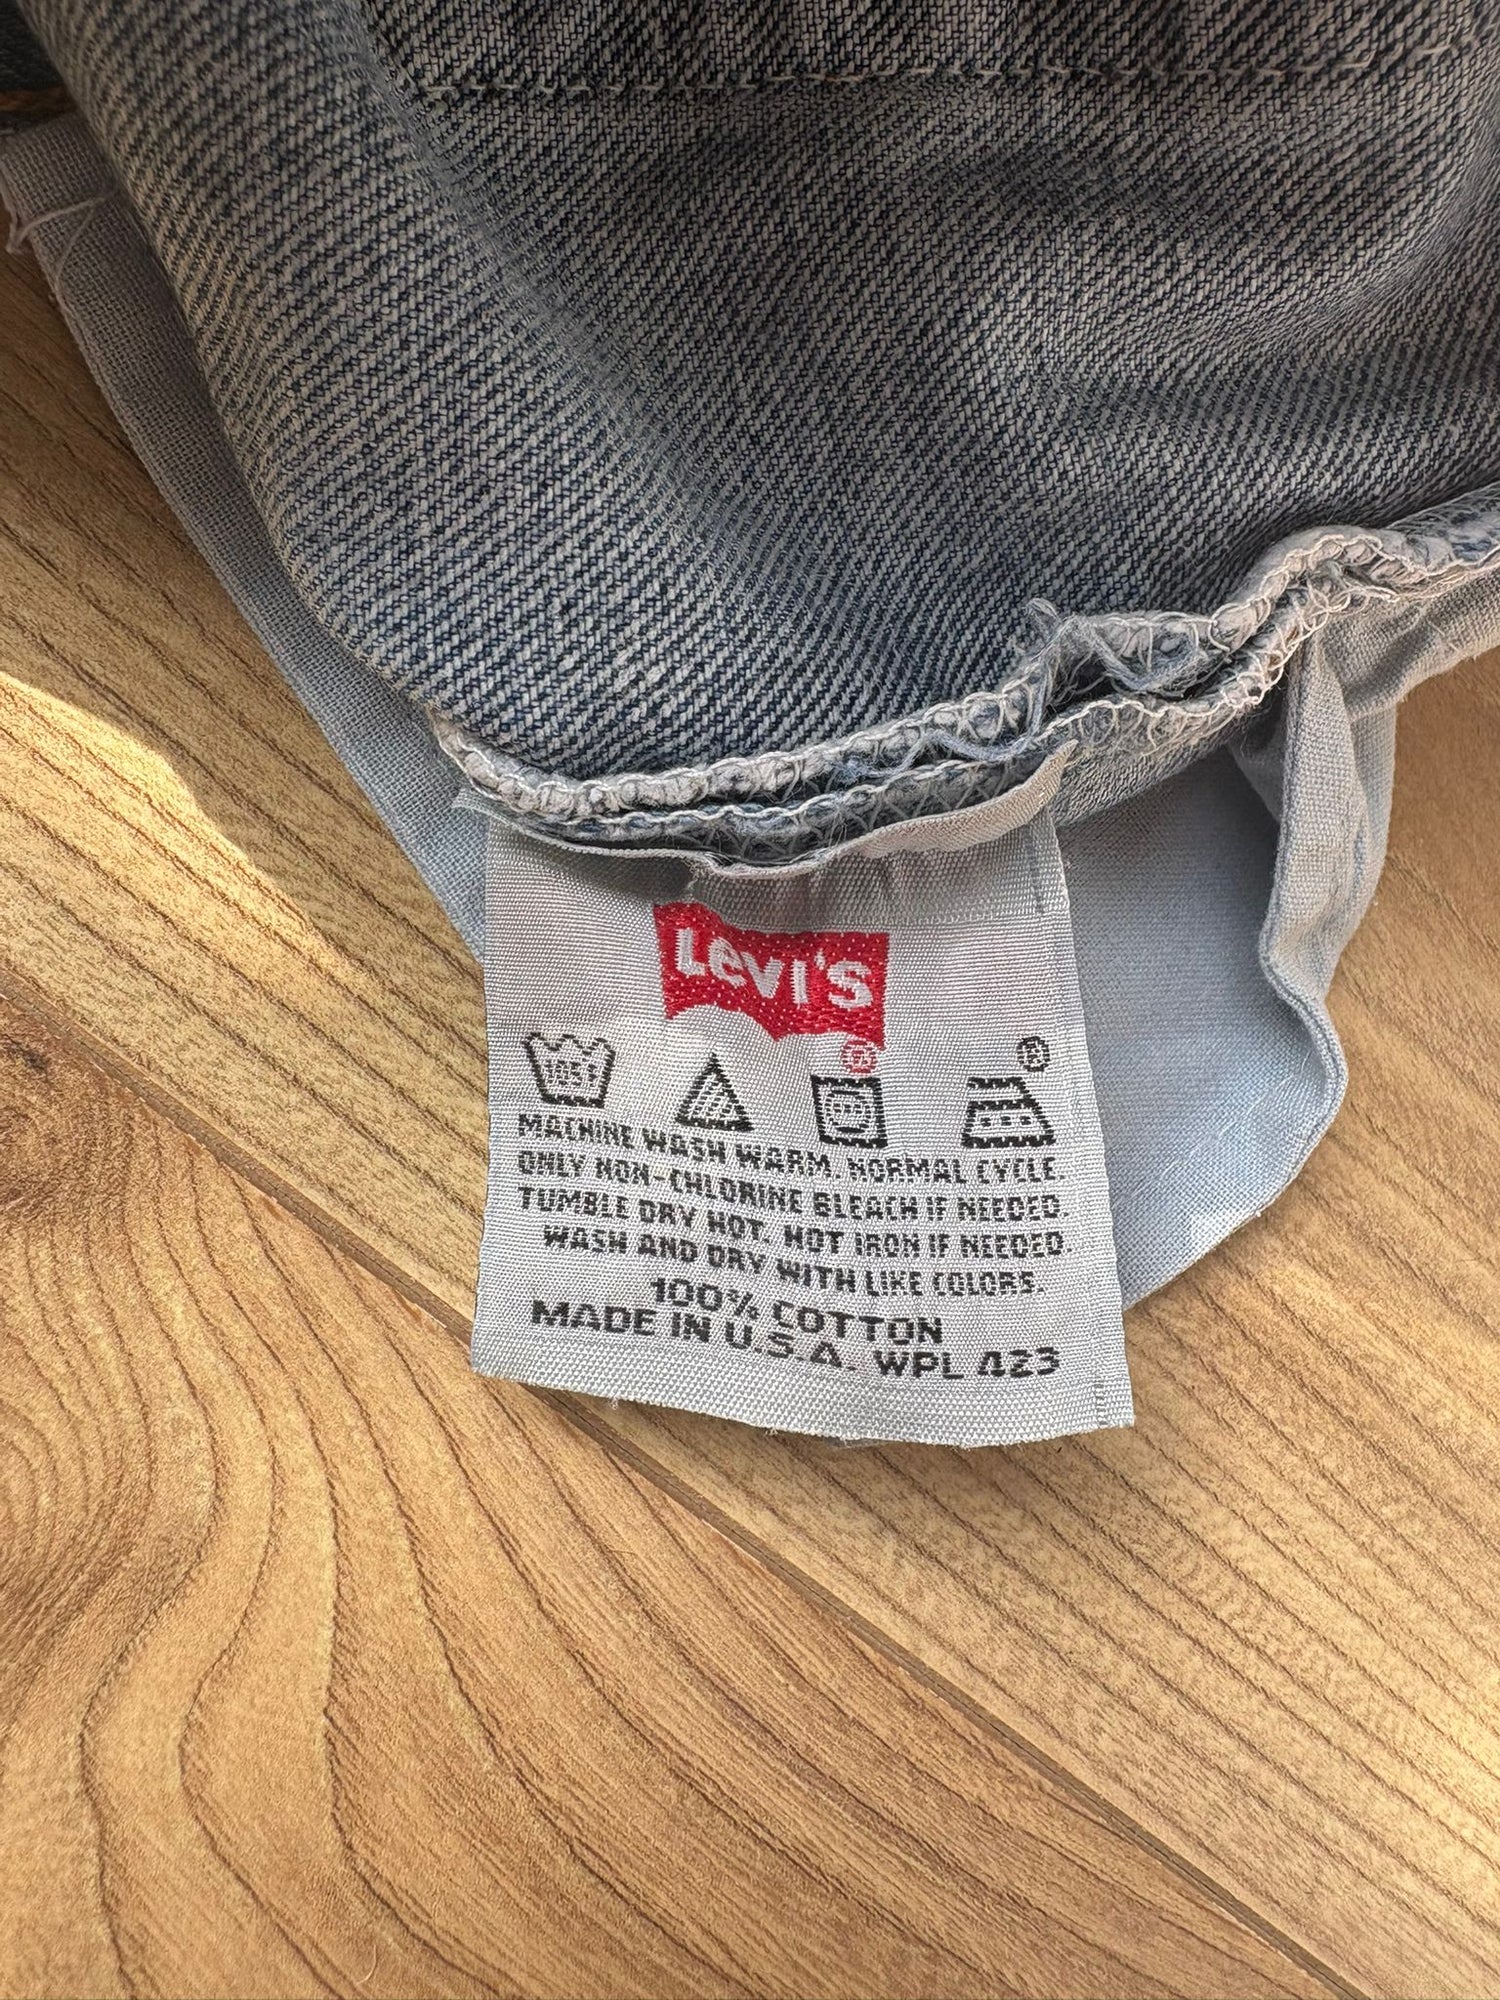 Levi's
®
105F
®
MACHINE WASH WARM. NORMAL CYCLE.
ONLY NON-CHLORINE BLEACH IF NEEDED.
TUMBLE DRY HOT. HOT IRON IF NEEDED.
WASH AND DRY WITH LIKE COLORS.
100% COTTON
MADE IN U.S.A. WPL 423